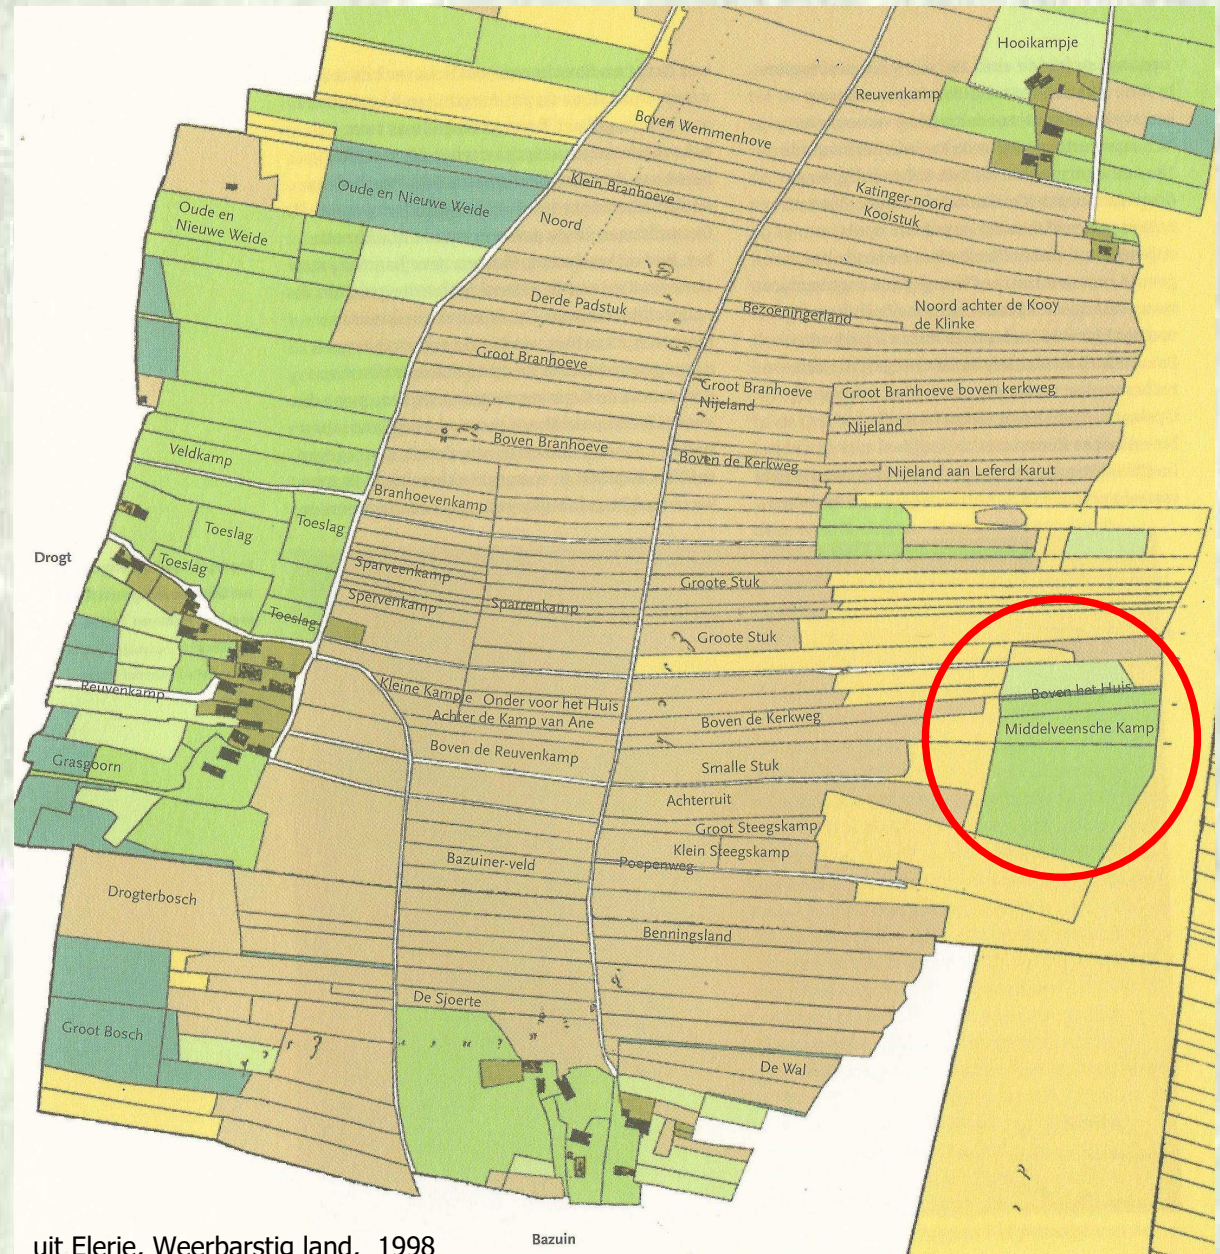 Hooikampje
Reuvenkamp
Boven Wemmenhove
Klein Branhoeve
Katinger-noord
Oude en Nieuwe Weide
Kooistuk
Oude en
Nieuwe Weide
Noord
Derde Padstuk
Bezoeningerland
Noord achter de Kooy
de Klinke
Groot Branhoeve
Groot Branhoeve
Nijeland
Groot Branhoeve boven kerkweg
Nijeland
Boven Branhoeve
Veldkamp
Boven de Kerkweg
Nijeland aan Leferd Karut
Branhoevenkamp
Toeslag
Toeslag
Drogt
Toeslag
Sparveenkamp
Groote Stuk
Spervenkamp
Sparrenkamp
Toeslag
Groote Stuk
Reuvenkamp
Kleine Kampje
Onder voor het Huis
Boven het Huis
Achter de Kamp van Ane
Boven de Kerkweg
Middelveensche Kamp
Boven de Reuvenkamp
Grasgoorn
Smalle Stuk
Achterruit
Groot Steegskamp
Klein Steegskamp
Bazuiner-veld
Poepenweg
Drogterbosch
Benningsland
De Sjoerte
Groot Bosch
De Wal
Bazuin
uit Elerie, Weerbarstig land, 1998